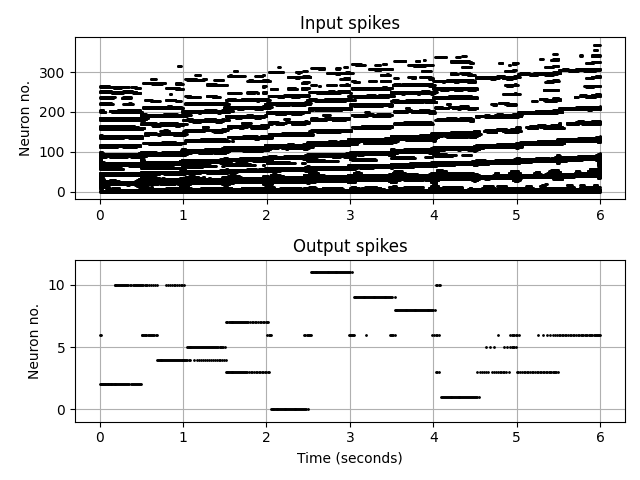 Input spikes
Neuron no.
300
200
100
0
0 1 2 3 4 5 6
Output spikes
Neuron no.
10
5
0
0 1 2 3 4 5 6
Time (seconds)